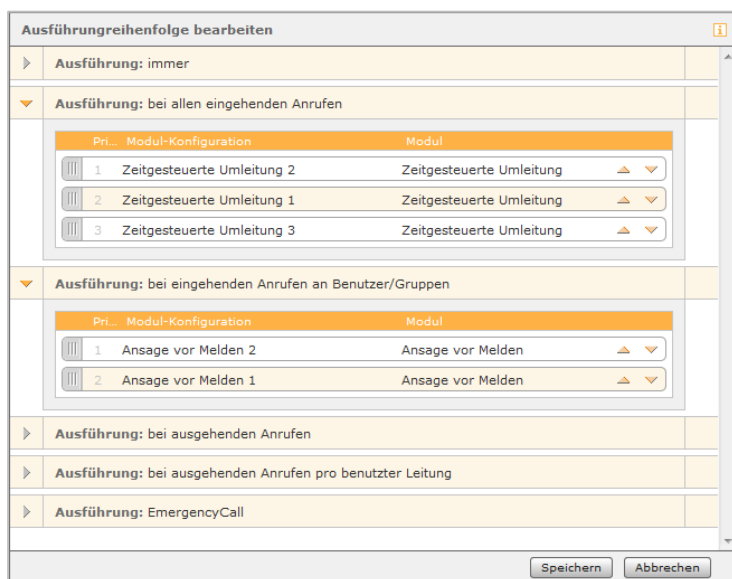 Ausführungreihenfolge bearbeiten
Ausführung: immer
Ausführung: bei allen eingehenden Anrufen
Pri... Modul-Konfiguration Modul
1 Zeitgesteuerte Umleitung 2 Zeitgesteuerte Umleitung
2 Zeitgesteuerte Umleitung 1 Zeitgesteuerte Umleitung
3 Zeitgesteuerte Umleitung 3 Zeitgesteuerte Umleitung
Ausführung: bei eingehenden Anrufen an Benutzer/Gruppen
Pri... Modul-Konfiguration Modul
1 Ansage vor Melden 2 Ansage vor Melden
2 Ansage vor Melden 1 Ansage vor Melden
Ausführung: bei ausgehenden Anrufen
Ausführung: bei ausgehenden Anrufen pro benutzter Leitung
Ausführung: EmergencyCall
Speichern Abbrechen